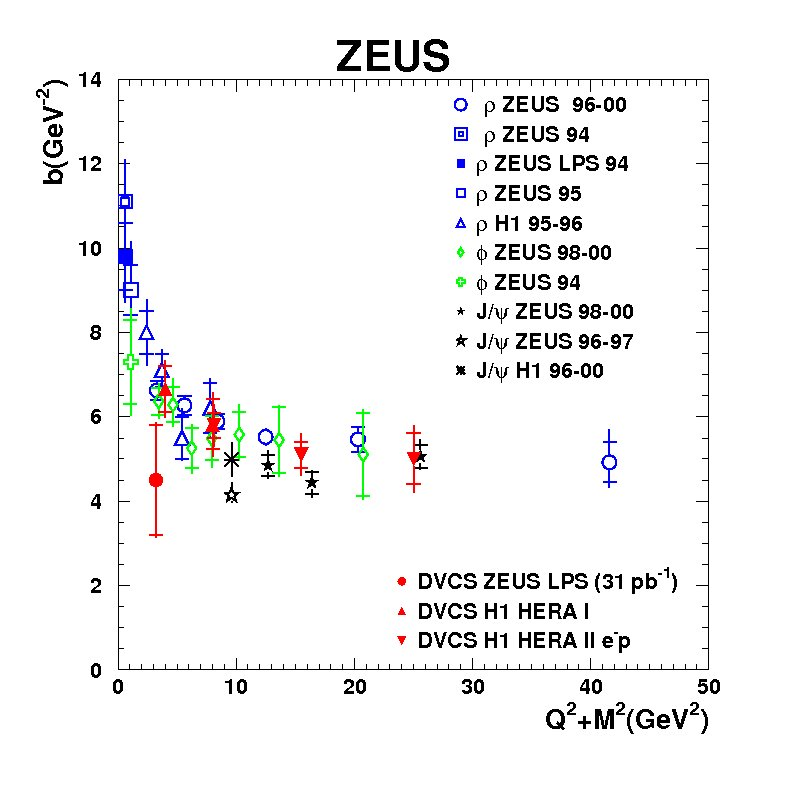 ZEUS
b(GeV⁻²)
14
12
10
8
6
4
2
0
ρ ZEUS 96-00
ρ ZEUS 94
ρ ZEUS LPS 94
ρ ZEUS 95
ρ H1 95-96
ϕ ZEUS 98-00
ϕ ZEUS 94
J/ψ ZEUS 98-00
J/ψ ZEUS 96-97
J/ψ H1 96-00
DVCS ZEUS LPS (31 pb⁻¹)
DVCS H1 HERA I
DVCS H1 HERA II e⁻p
0 10 20 30 40 50
Q²+M²(GeV²)